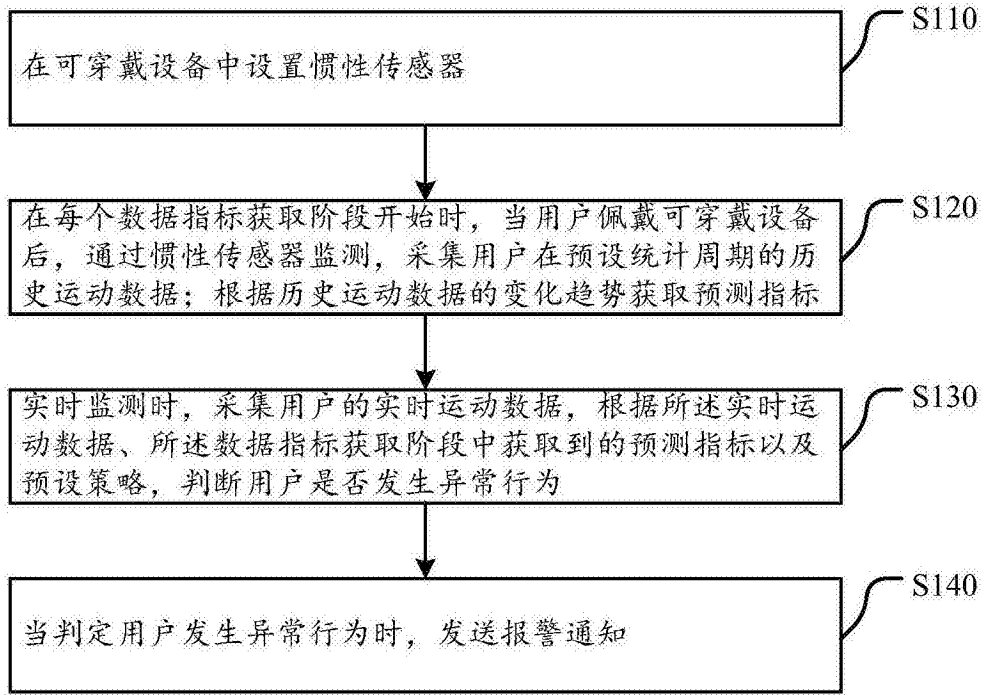 S110
在可穿戴设备中设置惯性传感器
S120
在每个数据指标获取阶段开始时，当用户佩戴可穿戴设备
后，通过惯性传感器监测，采集用户在预设统计周期的历
史运动数据；根据历史运动数据的变化趋势获取预测指标
S130
实时监测时，采集用户的实时运动数据，根据所述实时运
动数据、所述数据指标获取阶段中获取到的预测指标以及
预设策略，判断用户是否发生异常行为
S140
当判定用户发生异常行为时，发送报警通知